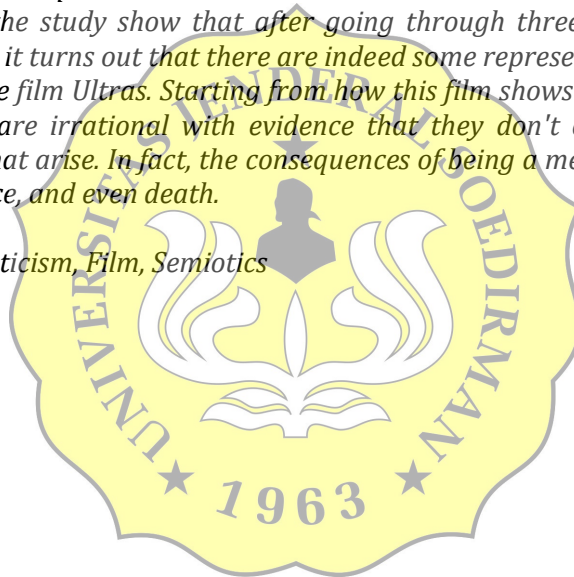 the study show that after going through three
it turns out that there are indeed some represe
e film Ultras. Starting from how this film shows
are irrational with evidence that they don't
hat arise. In fact, the consequences of being a me
ce, and even death.
ticism, Film, Semiotics
UNIVERSITAS JENDERAL SOEDIRMAN
1963